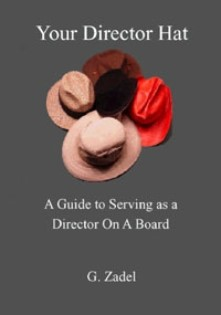 Your Director Hat
A Guide to Serving as a
Director On A Board
G. Zadel